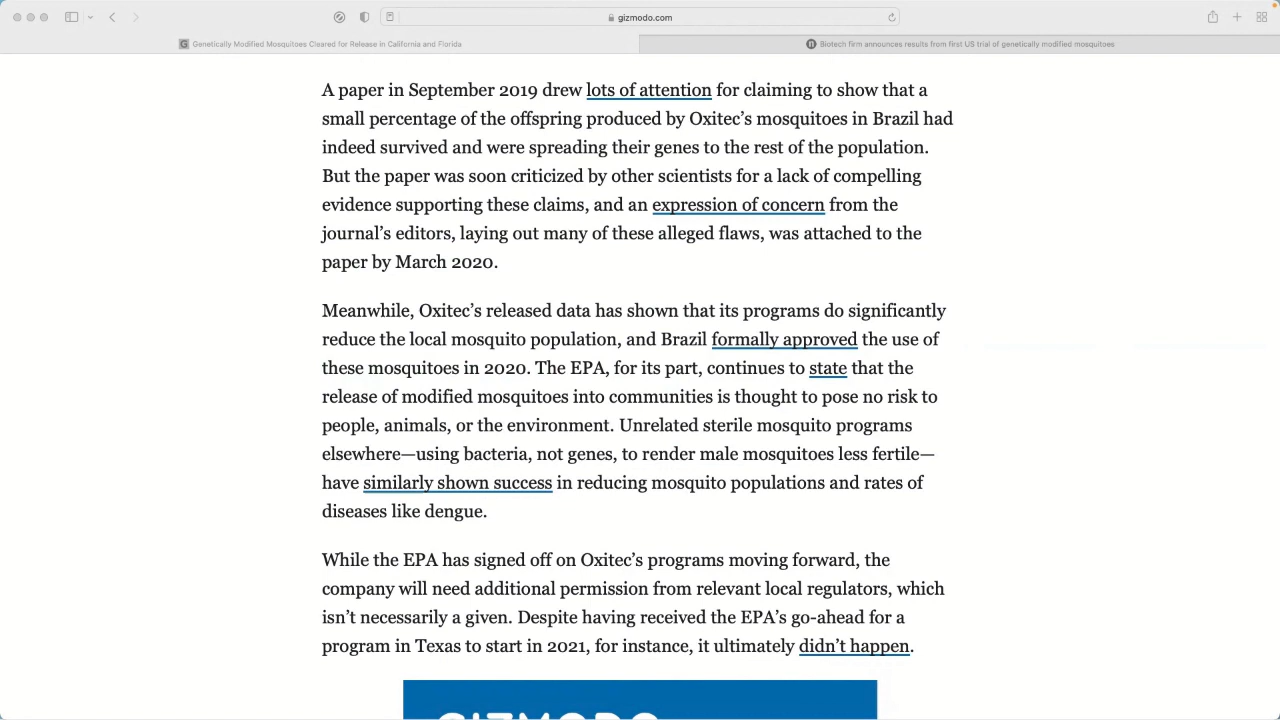 gizmodo.com
Genetically Modified Mosquitoes Cleared for Release in California and Florida
Biotech firm announces results from first US trial of genetically modified mosquitoes
A paper in September 2019 drew lots of attention for claiming to show that a
small percentage of the offspring produced by Oxitec’s mosquitoes in Brazil had
indeed survived and were spreading their genes to the rest of the population.
But the paper was soon criticized by other scientists for a lack of compelling
evidence supporting these claims, and an expression of concern from the
journal’s editors, laying out many of these alleged flaws, was attached to the
paper by March 2020.
Meanwhile, Oxitec’s released data has shown that its programs do significantly
reduce the local mosquito population, and Brazil formally approved the use of
these mosquitoes in 2020. The EPA, for its part, continues to state that the
release of modified mosquitoes into communities is thought to pose no risk to
people, animals, or the environment. Unrelated sterile mosquito programs
elsewhere—using bacteria, not genes, to render male mosquitoes less fertile—
have similarly shown success in reducing mosquito populations and rates of
diseases like dengue.
While the EPA has signed off on Oxitec’s programs moving forward, the
company will need additional permission from relevant local regulators, which
isn’t necessarily a given. Despite having received the EPA’s go-ahead for a
program in Texas to start in 2021, for instance, it ultimately didn’t happen.
GIZMODO